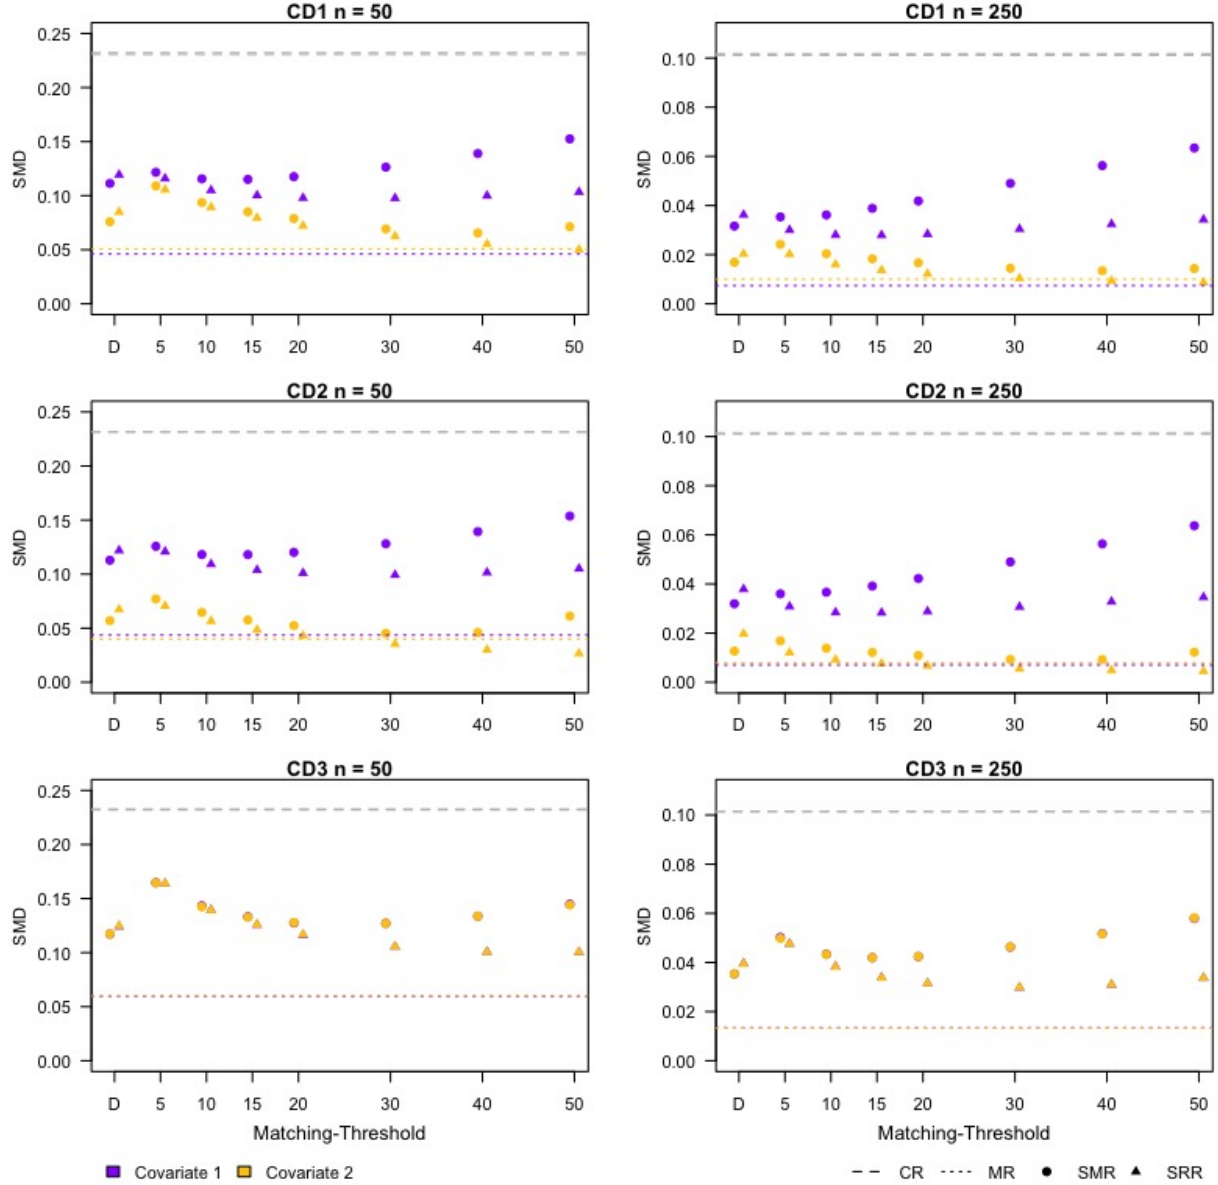 CD1 n = 50
SMD
0.25
0.20
0.15
0.10
0.05
0.00
D 5 10 15 20 30 40 50
CD1 n = 250
SMD
0.10
0.08
0.06
0.04
0.02
0.00
D 5 10 15 20 30 40 50
CD2 n = 50
SMD
0.25
0.20
0.15
0.10
0.05
0.00
D 5 10 15 20 30 40 50
CD2 n = 250
SMD
0.10
0.08
0.06
0.04
0.02
0.00
D 5 10 15 20 30 40 50
CD3 n = 50
SMD
0.25
0.20
0.15
0.10
0.05
0.00
D 5 10 15 20 30 40 50
Matching-Threshold
CD3 n = 250
SMD
0.10
0.08
0.06
0.04
0.02
0.00
D 5 10 15 20 30 40 50
Matching-Threshold
Covariate 1 Covariate 2
CR MR SMR SRR